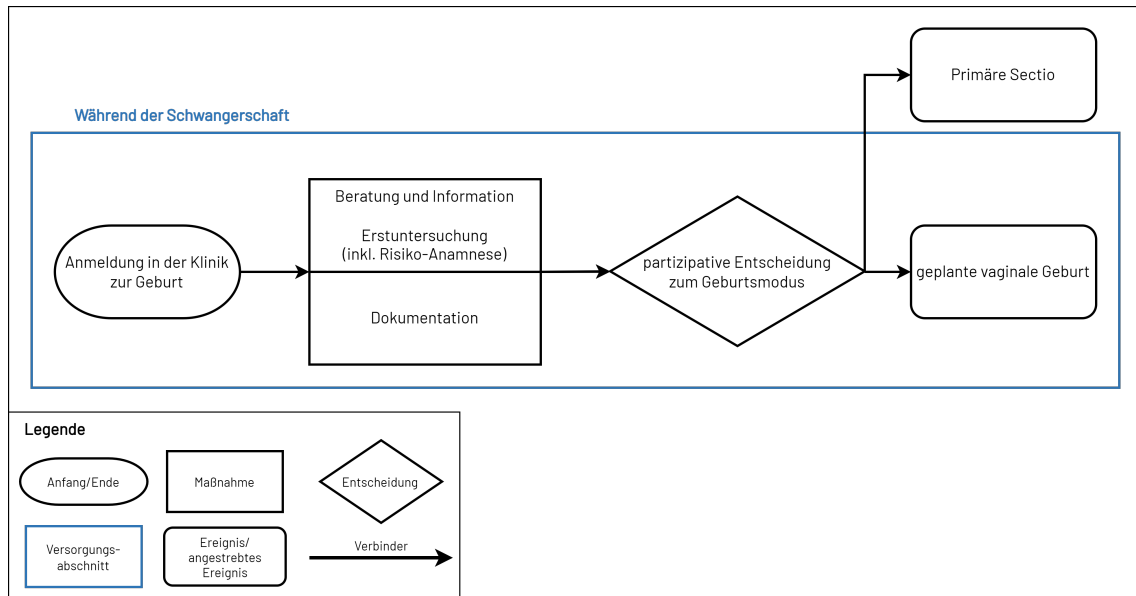 Primäre Sectio
Während der Schwangerschaft
Anmeldung in der Klinik
zur Geburt
Beratung und Information
Erstuntersuchung
(inkl. Risiko-Anamnese)
Dokumentation
partizipative Entscheidung
zum Geburtsmodus
geplante vaginale Geburt
Legende
Anfang/Ende
Maßnahme
Entscheidung
Versorgungs-
abschnitt
Ereignis/
angestrebtes
Ereignis
Verbinder